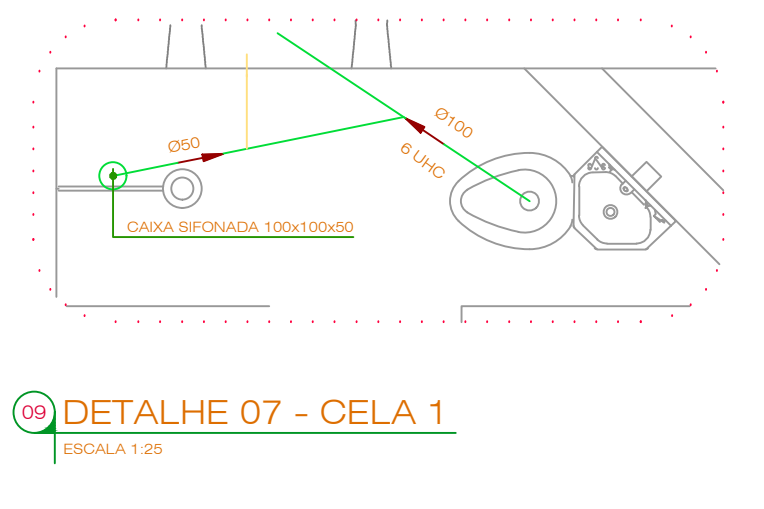 Ø50
Ø100
6 UHC
CAIXA SIFONADA 100x100x50
09
DETALHE 07 - CELA 1
ESCALA 1:25